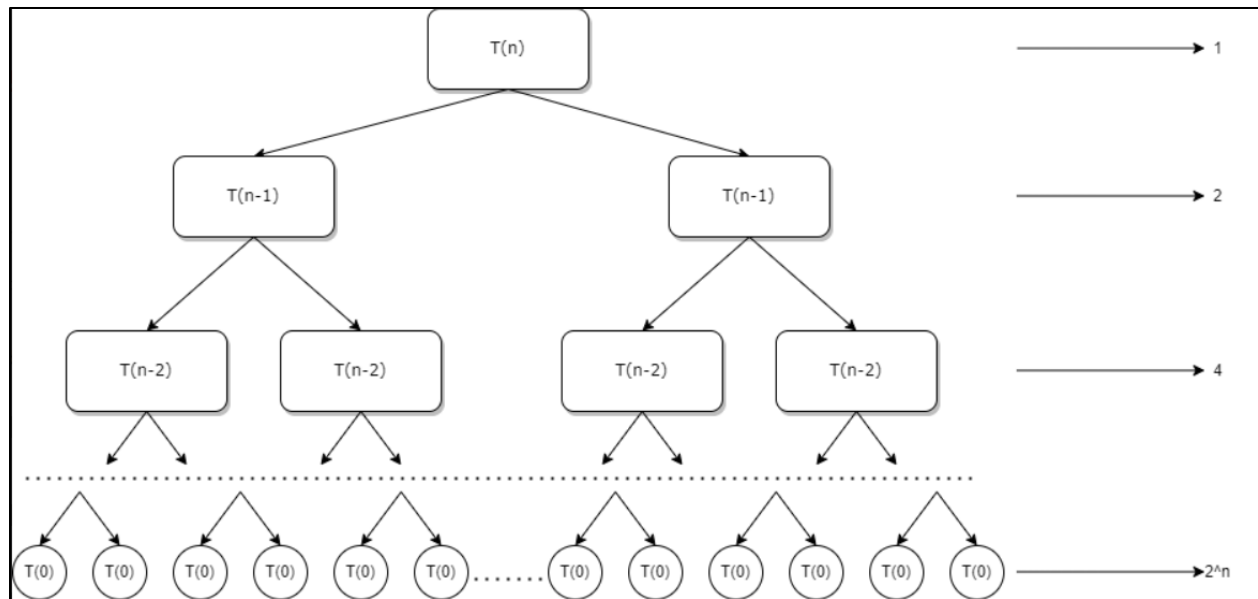 T(n) 1
T(n-1) T(n-1) 2
T(n-2) T(n-2) T(n-2) T(n-2) 4
T(0) T(0) T(0) T(0) T(0) T(0) ....... T(0) T(0) T(0) T(0) T(0) T(0) 2^n